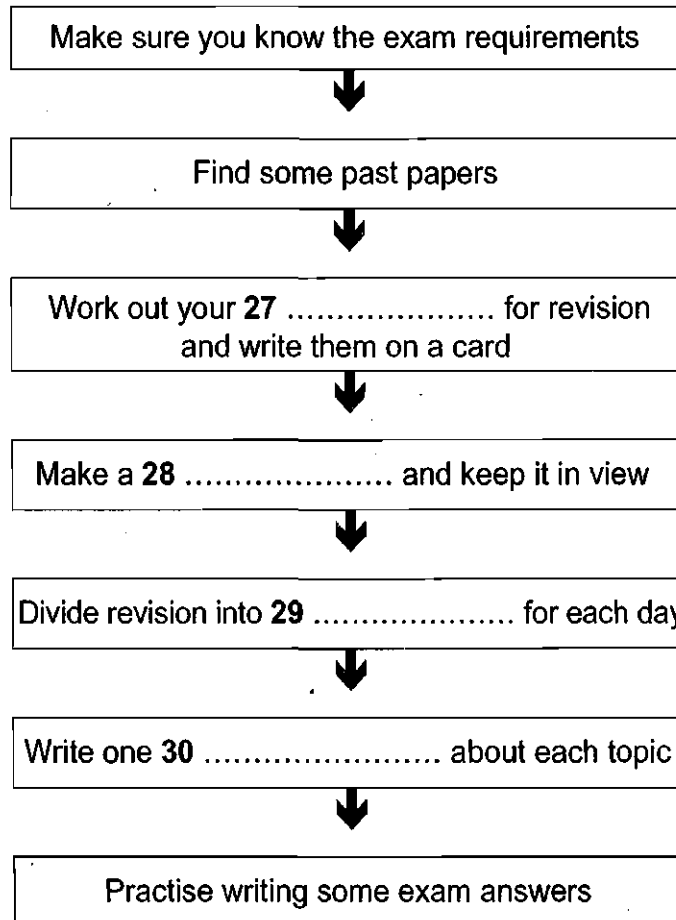 Make sure you know the exam requirements
Find some past papers
Work out your 27 ...................... for revision
and write them on a card
Make a 28 ...................... and keep it in view
Divide revision into 29 ..................... for each day
Write one 30 ......................... about each topic
Practise writing some exam answers